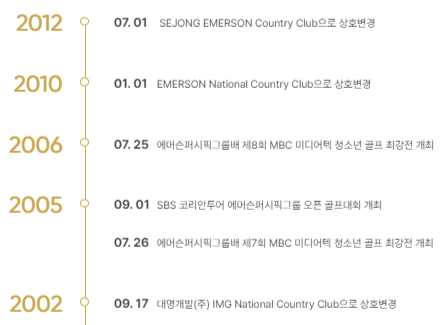 2012 07. 01 SEJONG EMERSON Country Club으로 상호변경
2010 01. 01 EMERSON National Country Club으로 상호변경
2006 07. 25 에머슨퍼시픽그룹배 제8회 MBC 미디어텍 청소년 골프 최강전 개최
2005 09. 01 SBS 코리안투어 에머슨퍼시픽그룹 오픈 골프대회 개최
07. 26 에머슨퍼시픽그룹배 제7회 MBC 미디어텍 청소년 골프 최강전 개최
2002 09. 17 대명개발(주) IMG National Country Club으로 상호변경